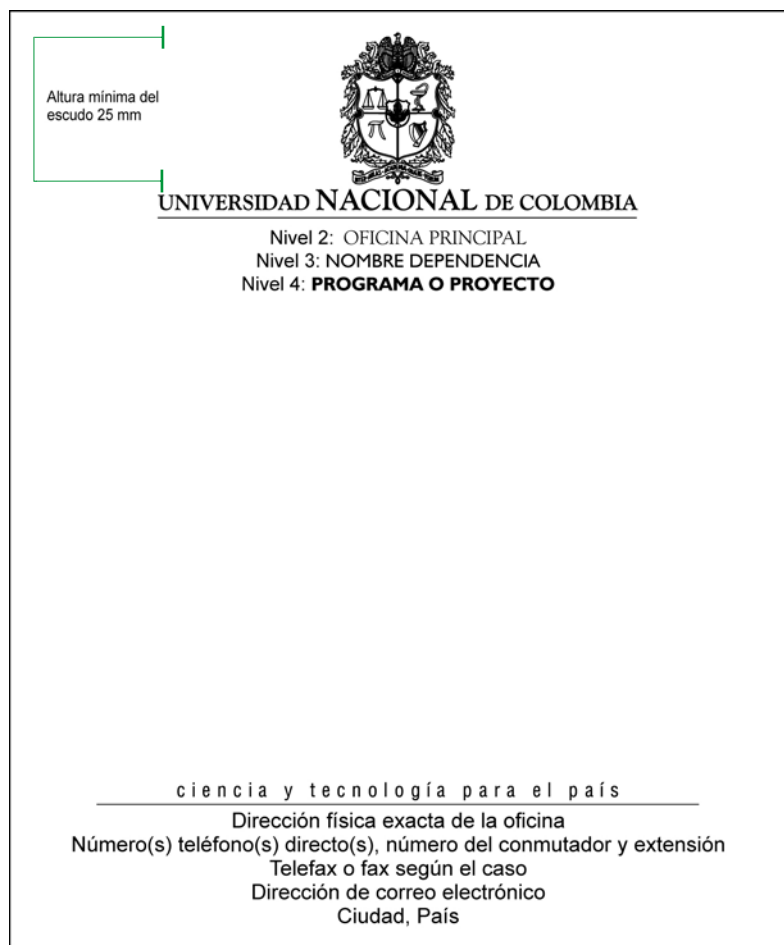 Altura mínima del
escudo 25 mm
UNIVERSIDAD NACIONAL DE COLOMBIA
Nivel 2: OFICINA PRINCIPAL
Nivel 3: NOMBRE DEPENDENCIA
Nivel 4: PROGRAMA O PROYECTO
ciencia y tecnología para el país
Dirección física exacta de la oficina
Número(s) teléfono(s) directo(s), número del conmutador y extensión
Telefax o fax según el caso
Dirección de correo electrónico
Ciudad, País